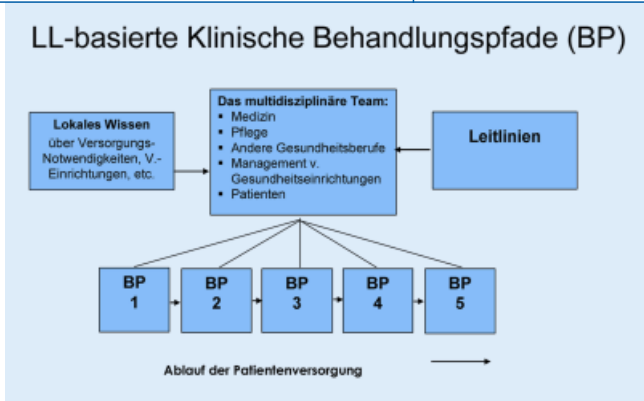 LL-basierte Klinische Behandlungspfade (BP)
Lokales Wissen
über Versorgungs-
Notwendigkeiten, V.-
Einrichtungen, etc.
Das multidisziplinäre Team:
▪ Medizin
▪ Pflege
▪ Andere Gesundheitsberufe
▪ Management v.
Gesundheitseinrichtungen
▪ Patienten
Leitlinien
BP
1
BP
2
BP
3
BP
4
BP
5
Ablauf der Patientenversorgung